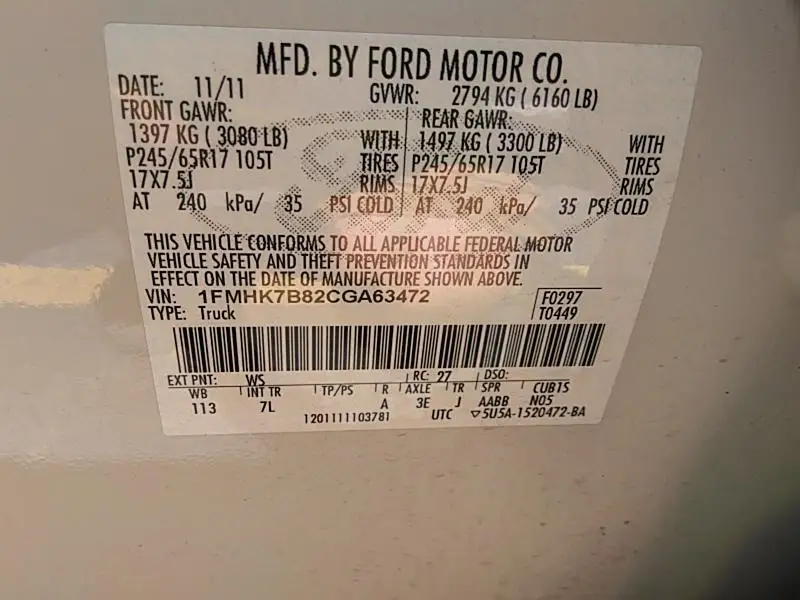 MFD. BY FORD MOTOR CO.
DATE: 11/11 GVWR: 2794 KG ( 6160 LB)
FRONT GAWR: REAR GAWR:
1397 KG ( 3080 LB) WITH 1497 KG ( 3300 LB) WITH
P245/65R17 105T TIRES P245/65R17 105T TIRES
17X7.5J RIMS 17X7.5J RIMS
AT 240 kPa/ 35 PSI COLD AT 240 kPa/ 35 PSI COLD
THIS VEHICLE CONFORMS TO ALL APPLICABLE FEDERAL MOTOR
VEHICLE SAFETY AND THEFT PREVENTION STANDARDS IN
EFFECT ON THE DATE OF MANUFACTURE SHOWN ABOVE.
VIN: 1FMHK7B82CGA63472 F0297
TYPE: Truck T0449
EXT PNT: WS RC: 27 DSO:
WB INT TR TP/PS R AXLE TR SPR CUB1S
113 7L A 3E J AABB N05
1201111103781 UTC ▽5U5A-1520472-BA